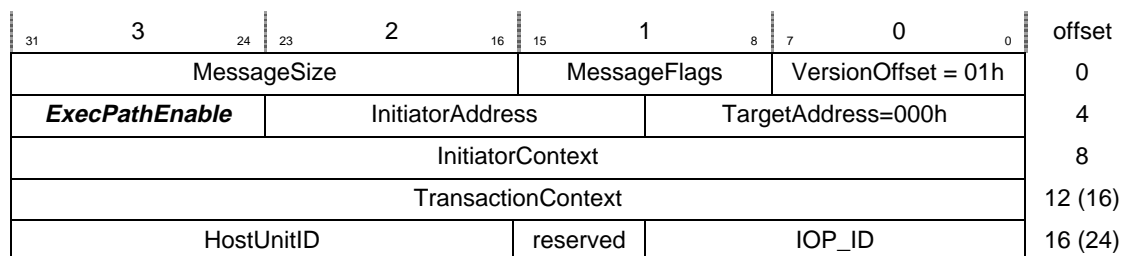 3 2 1 0 offset
31 24 23 16 15 8 7 0
MessageSize MessageFlags VersionOffset = 01h 0
ExecPathEnable InitiatorAddress TargetAddress=000h 4
InitiatorContext 8
TransactionContext 12 (16)
HostUnitID reserved IOP_ID 16 (24)